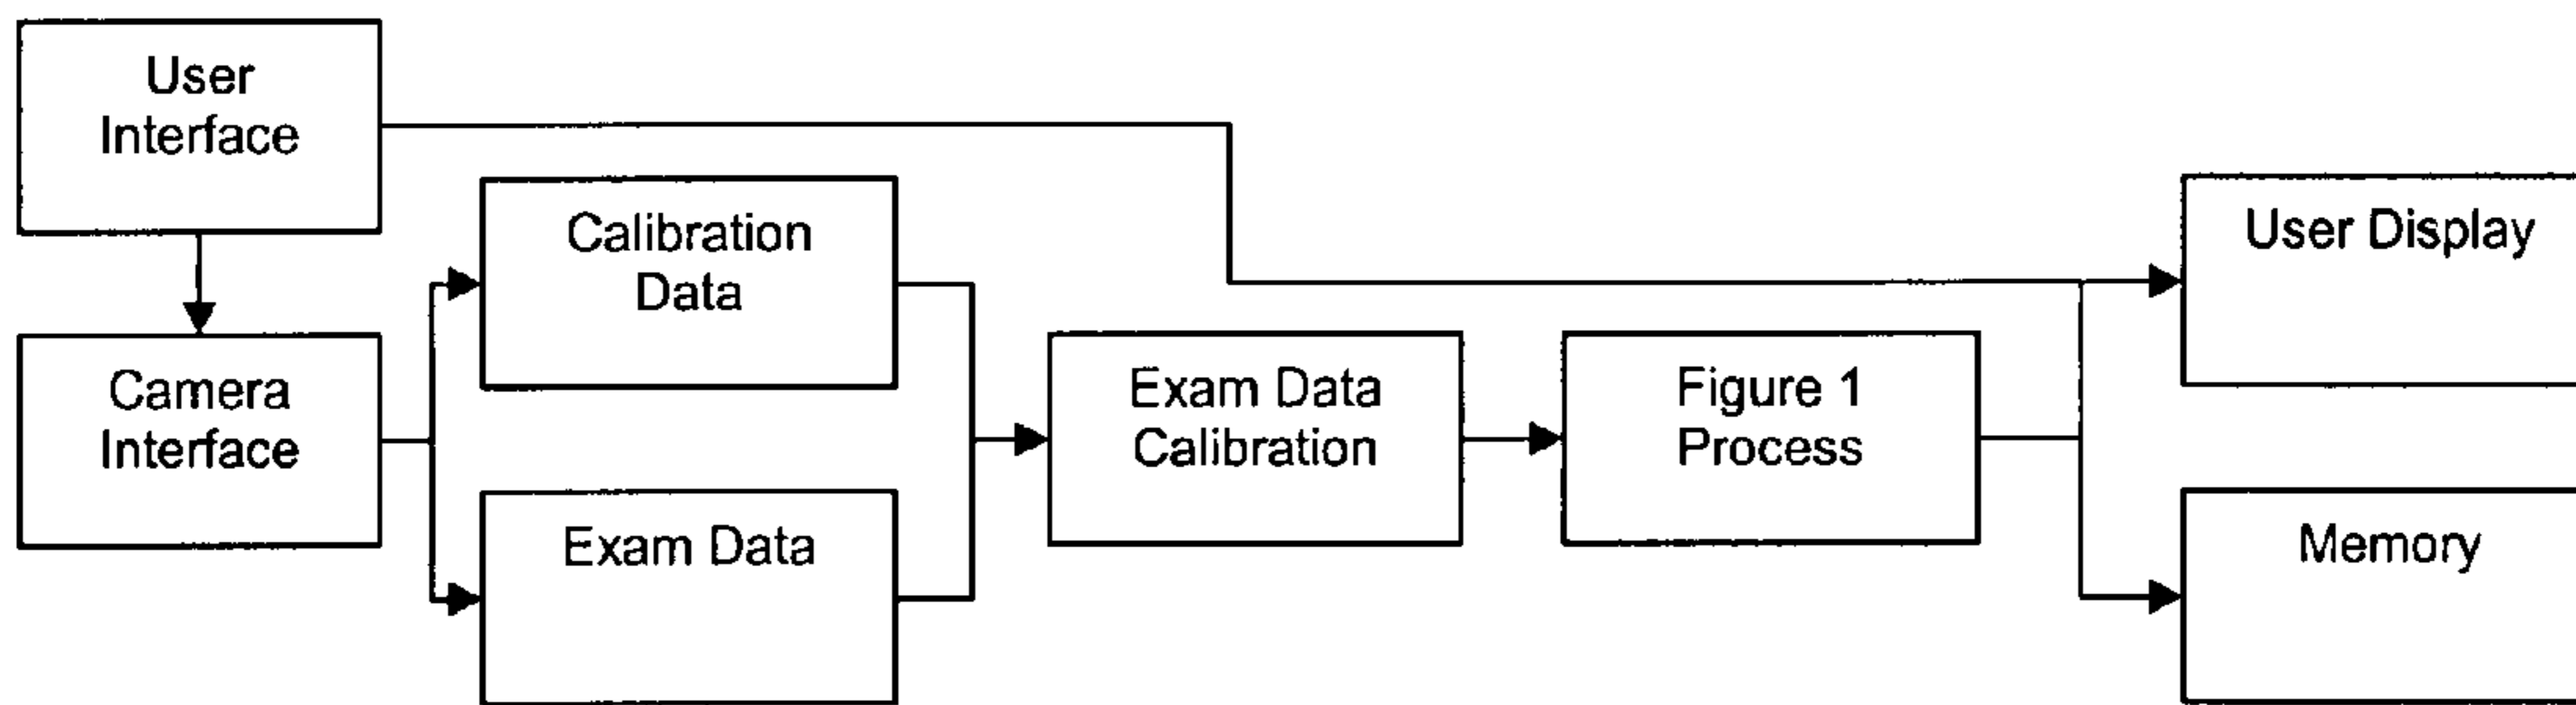 User
Interface
Calibration
Data
User Display
Camera
Interface
Exam Data
Calibration
Figure 1
Process
Exam Data
Memory